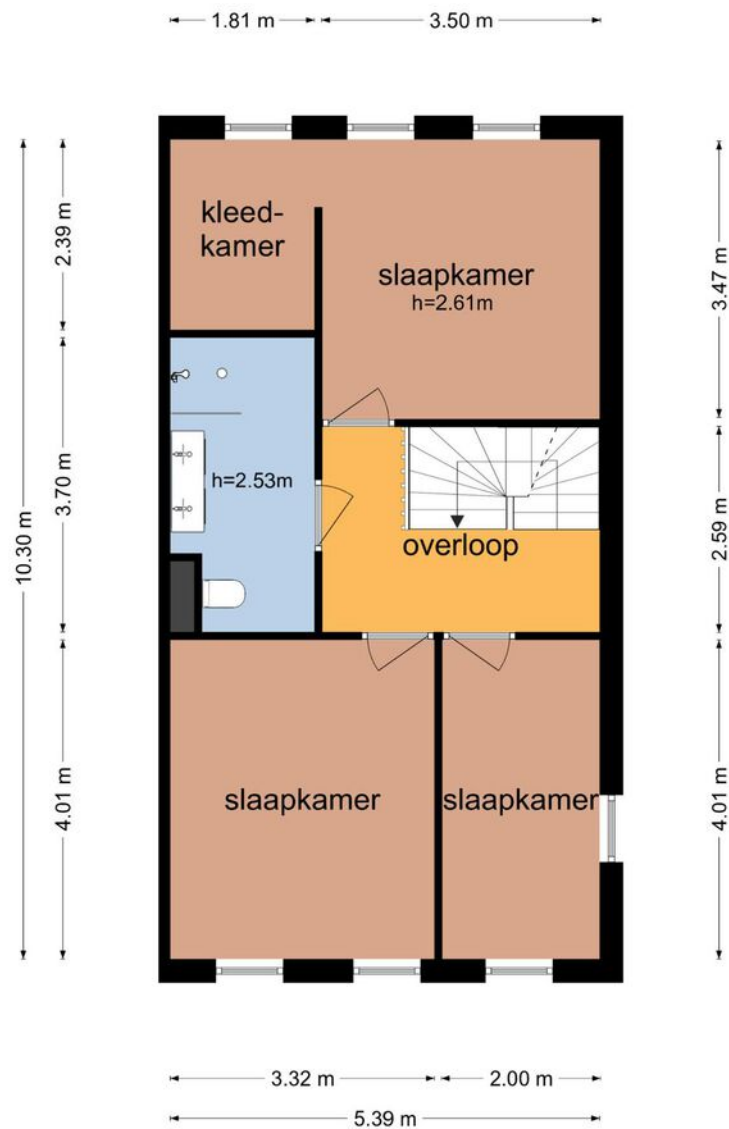 1.81 m
3.50 m
10.30 m
2.39 m
3.70 m
4.01 m
kleed-
kamer
slaapkamer
h=2.61m
h=2.53m
overloop
slaapkamer
slaapkamer
3.47 m
2.59 m
4.01 m
3.32 m
2.00 m
5.39 m